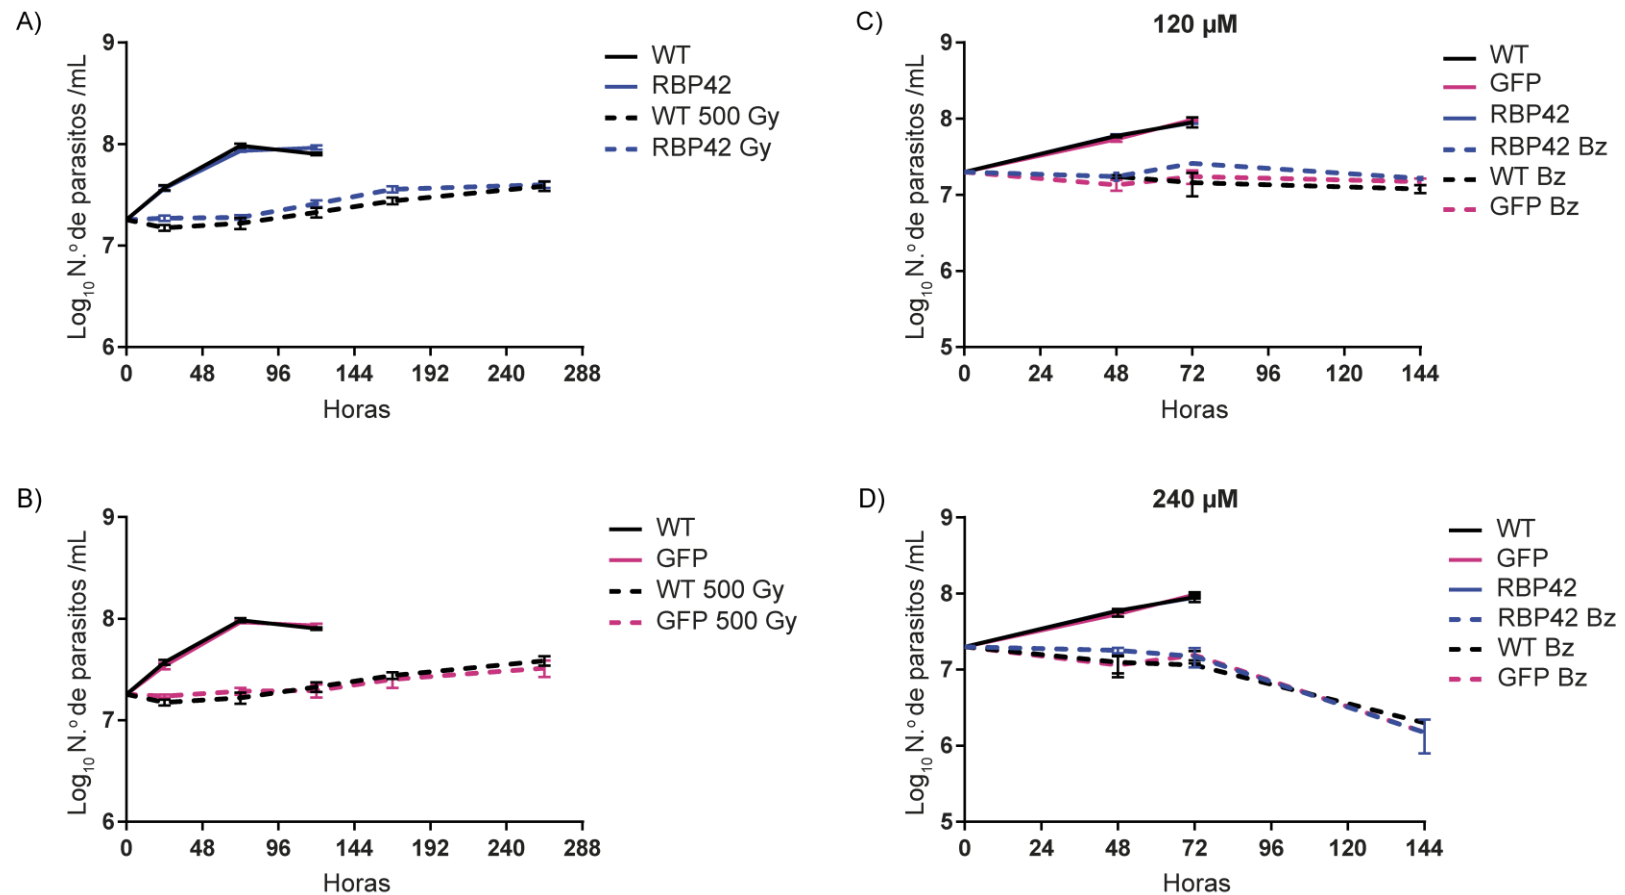 A)
9
8
7
6
Log10 N.º de parasitos /mL
0 48 96 144 192 240 288
Horas
WT
RBP42
WT 500 Gy
RBP42 Gy
C)
120 µM
9
8
7
6
5
Log10 N.º de parasitos /mL
0 24 48 72 96 120 144
Horas
WT
GFP
RBP42
RBP42 Bz
WT Bz
GFP Bz
B)
9
8
7
6
Log10 N.º de parasitos /mL
0 48 96 144 192 240 288
Horas
WT
GFP
WT 500 Gy
GFP 500 Gy
D)
240 µM
9
8
7
6
5
Log10 N.º de parasitos /mL
0 24 48 72 96 120 144
Horas
WT
GFP
RBP42
RBP42 Bz
WT Bz
GFP Bz